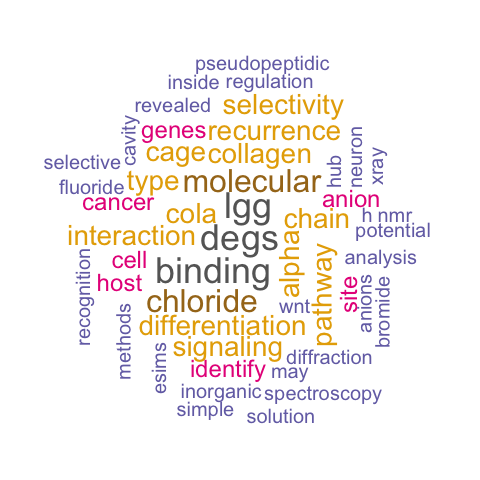 pseudopeptidic
inside regulation
revealed selectivity
cavity genes recurrence
hub neuron xray
selective cage collagen
fluoride type molecular
cancer lgg anion
cola chain h nmr
interaction degs potential
cell binding alpha pathway analysis
host chloride wnt site anions bromide
recognition differentiation
methods esims signaling diffraction
identify may
inorganic spectroscopy
simple solution